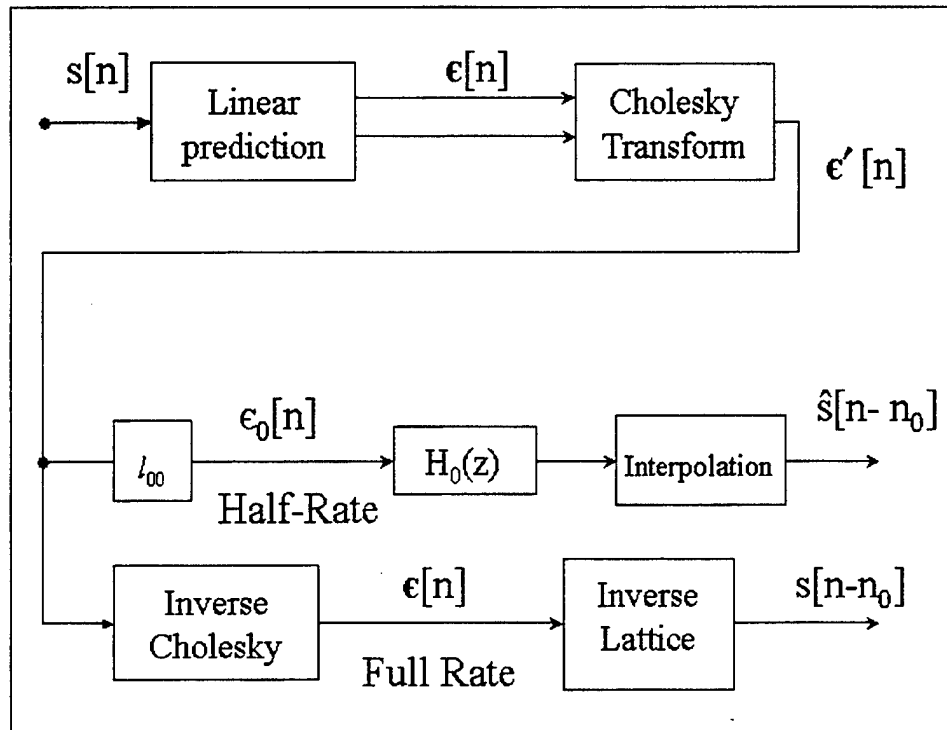 s[n]
ϵ[n]
Linear
prediction
Cholesky
Transform
ϵ′ [n]
l₀₀
ϵ₀[n]
Half-Rate
H₀(z)
Interpolation
ŝ[n- n₀]
Inverse
Cholesky
ϵ[n]
Full Rate
Inverse
Lattice
s[n-n₀]